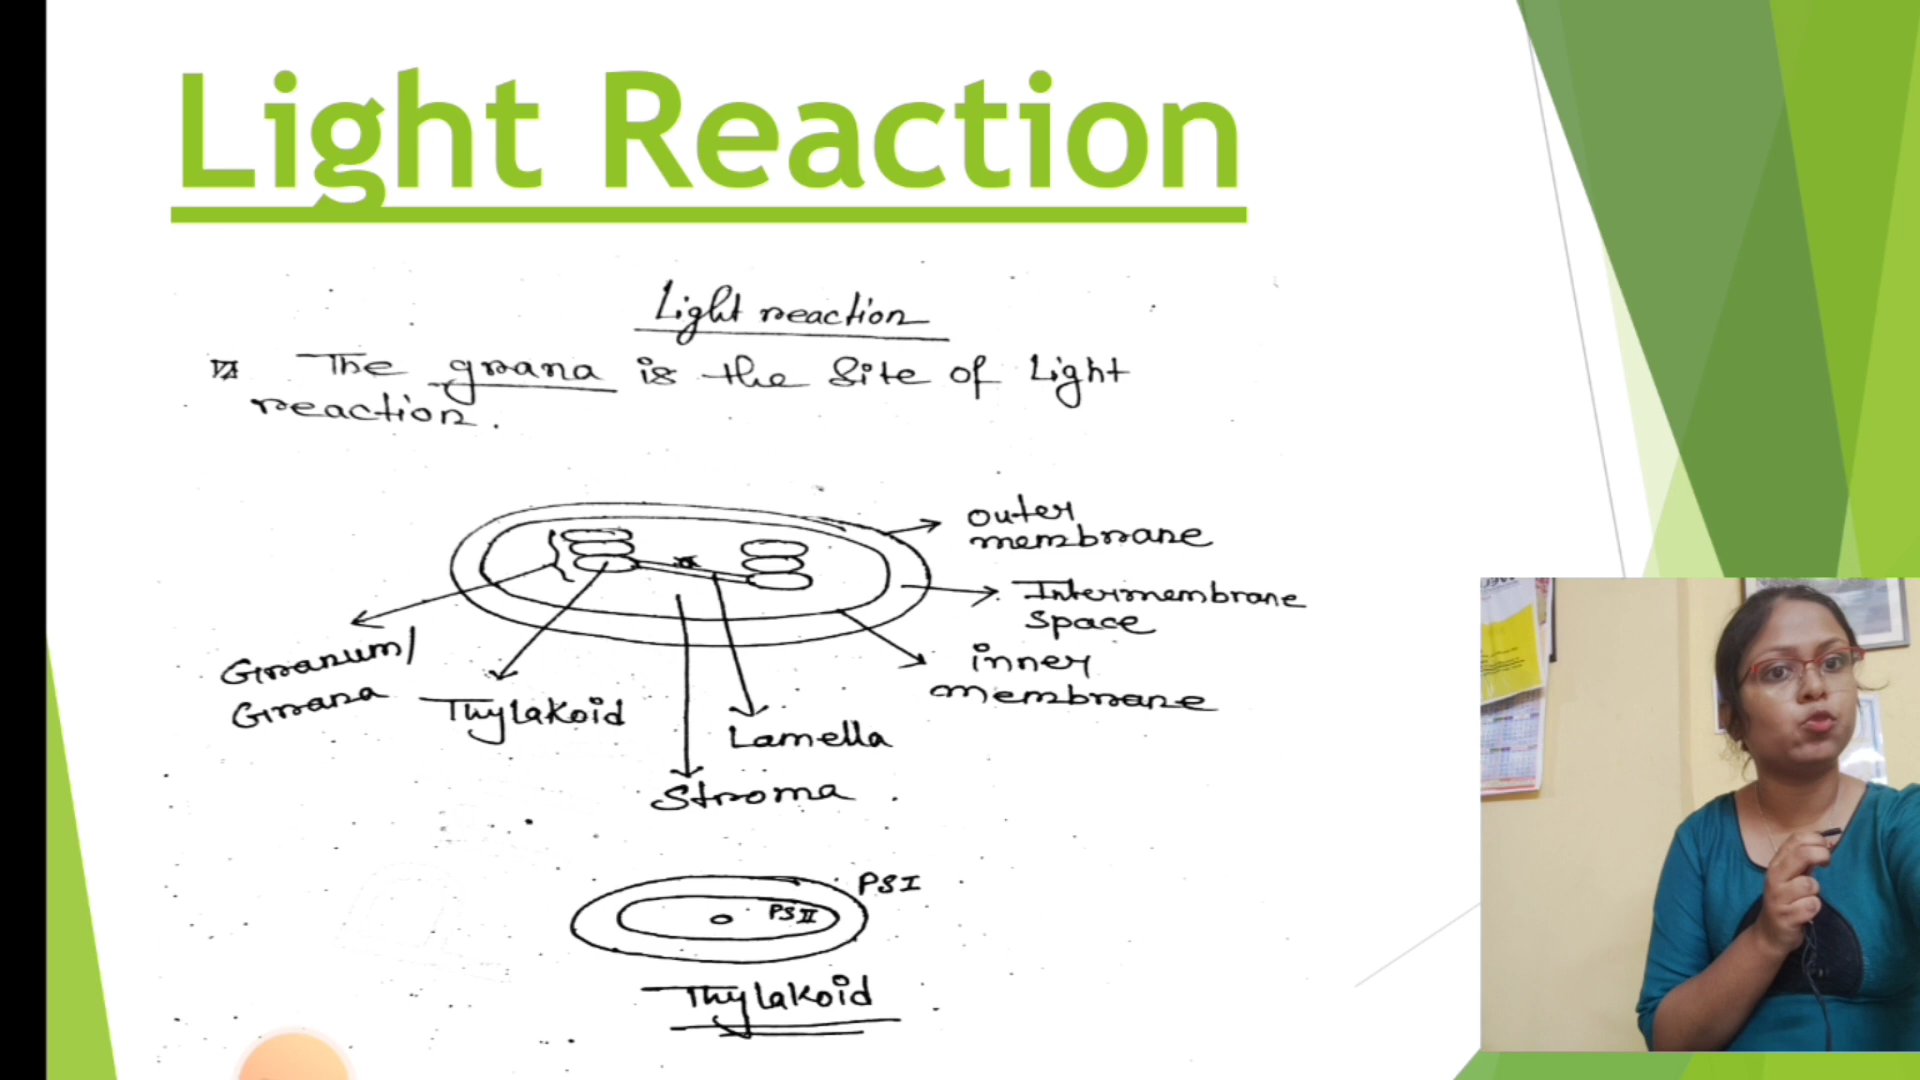 Light Reaction
Light reaction
The grana is the site of Light
reaction.
outer
membrane
Intermembrane
space
inner
membrane
Granum/
Grana
Thylakoid
Lamella
Stroma
PSI
PSII
Thylakoid